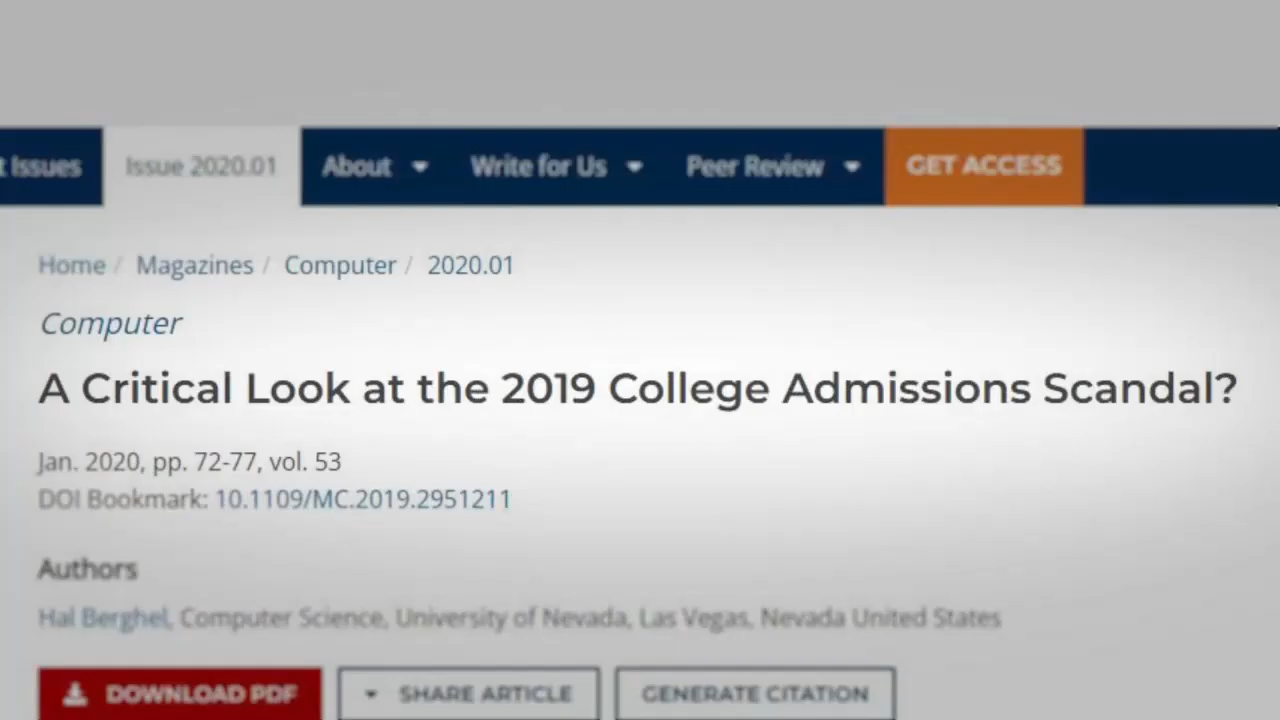 t Issues Issue 2020.01 About Write for Us Peer Review GET ACCESS
Home / Magazines / Computer / 2020.01
Computer
A Critical Look at the 2019 College Admissions Scandal?
Jan. 2020, pp. 72-77, vol. 53
DOI Bookmark: 10.1109/MC.2019.2951211
Authors
Hal Berghel, Computer Science, University of Nevada, Las Vegas, Nevada United States
DOWNLOAD PDF SHARE ARTICLE GENERATE CITATION